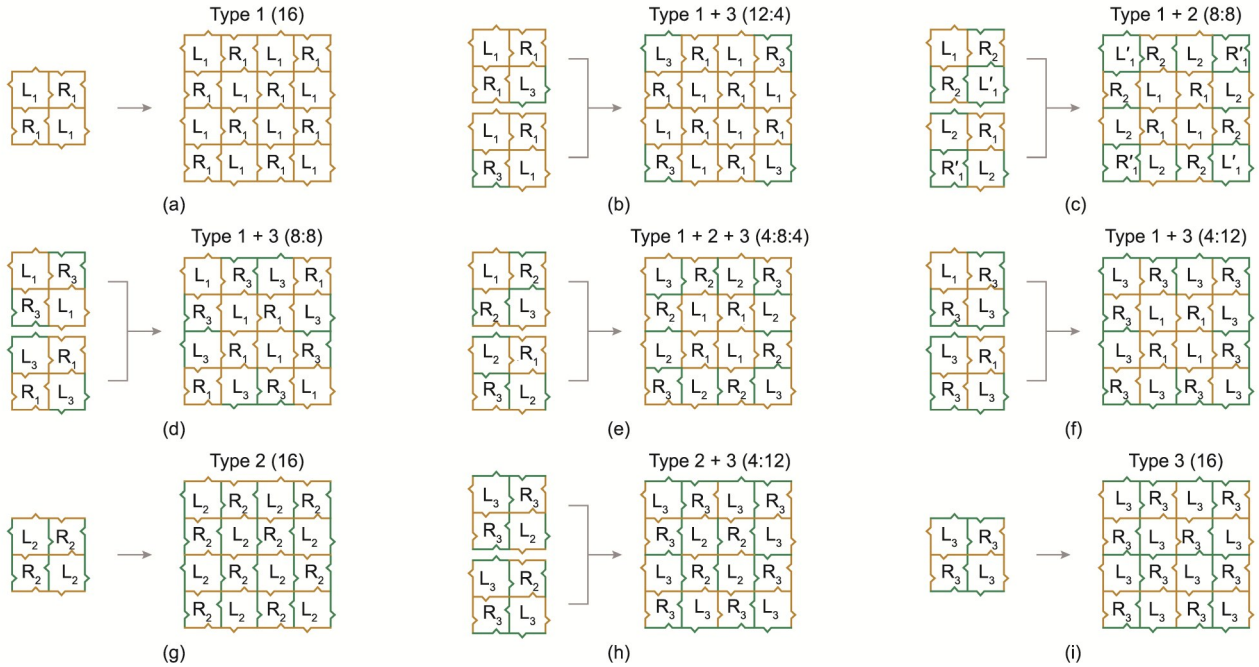 Type 1 (16)
L1 R1
R1 L1
L1 R1 L1 R1
R1 L1 R1 L1
L1 R1 L1 R1
R1 L1 R1 L1
(a)
Type 1 + 3 (12:4)
L1 R1
R1 L3
L1 R1
R3 L1
L3 R1 L1 R3
R1 L1 R1 L1
L1 R1 L1 R1
R3 L1 R1 L3
(b)
Type 1 + 2 (8:8)
L1 R2
R2 L′1
L2 R1
R′1 L2
L′1 R2 L2 R′1
R2 L1 R1 L2
L2 R1 L1 R2
R′1 L2 R2 L′1
(c)
Type 1 + 3 (8:8)
L1 R3
R3 L1
L3 R1
R1 L3
L1 R3 L3 R1
R3 L1 R1 L3
L3 R1 L1 R3
R1 L3 R3 L1
(d)
Type 1 + 2 + 3 (4:8:4)
L1 R2
R2 L3
L2 R1
R3 L2
L3 R2 L2 R3
R2 L1 R1 L2
L2 R1 L1 R2
R3 L2 R2 L3
(e)
Type 1 + 3 (4:12)
L1 R3
R3 L3
L3 R1
R3 L3
L3 R3 L3 R3
R3 L1 R1 L3
L3 R1 L1 R3
R3 L3 R3 L3
(f)
Type 2 (16)
L2 R2
R2 L2
L2 R2 L2 R2
R2 L2 R2 L2
L2 R2 L2 R2
R2 L2 R2 L2
(g)
Type 2 + 3 (4:12)
L3 R3
R3 L2
L3 R2
R3 L3
L3 R3 L3 R3
R3 L2 R2 L3
L3 R2 L2 R3
R3 L3 R3 L3
(h)
Type 3 (16)
L3 R3
R3 L3
L3 R3 L3 R3
R3 L3 R3 L3
L3 R3 L3 R3
R3 L3 R3 L3
(i)